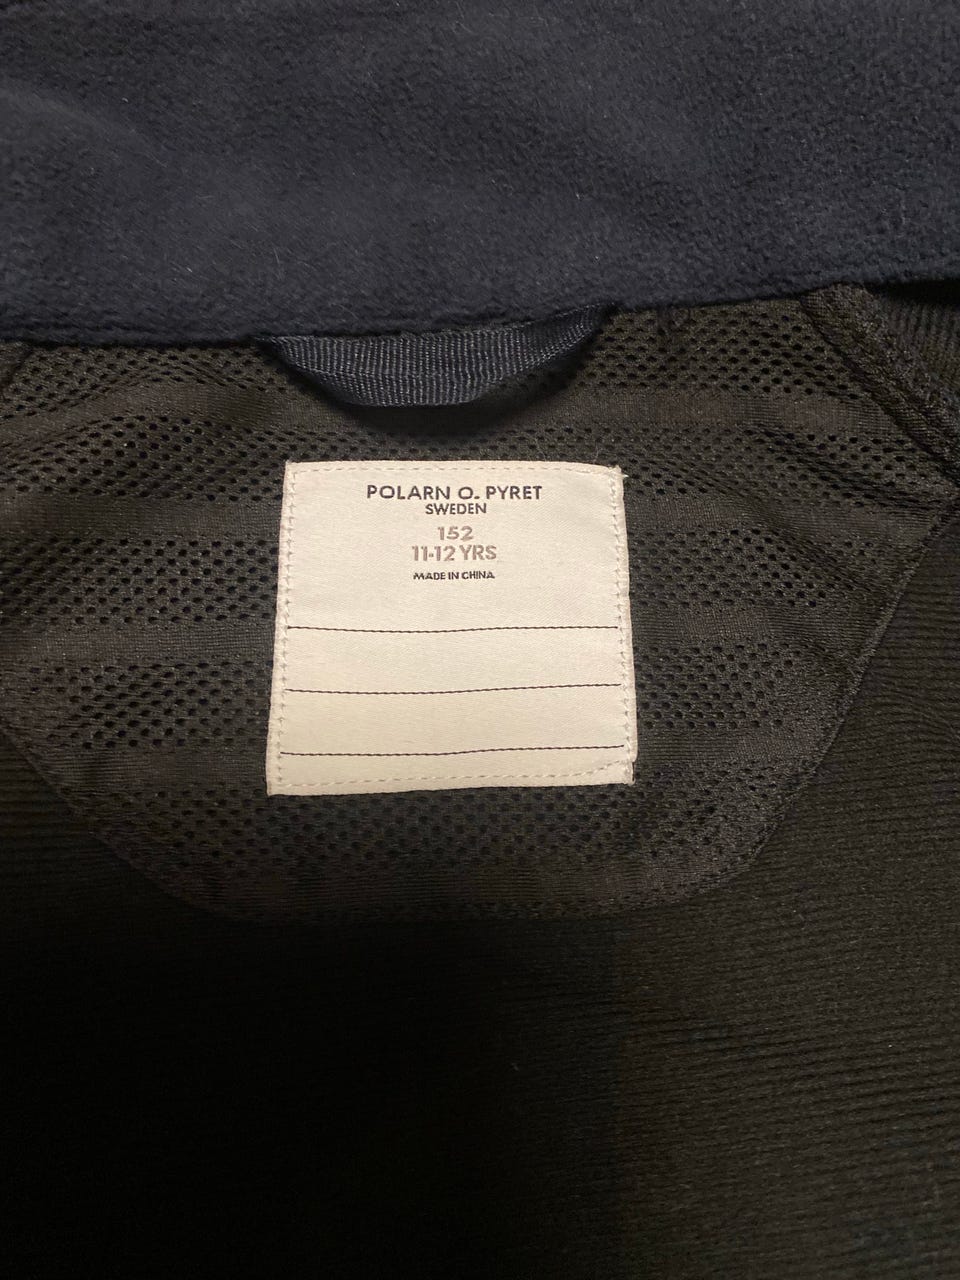 POLARN O. PYRET
SWEDEN
152
11-12 YRS
MADE IN CHINA